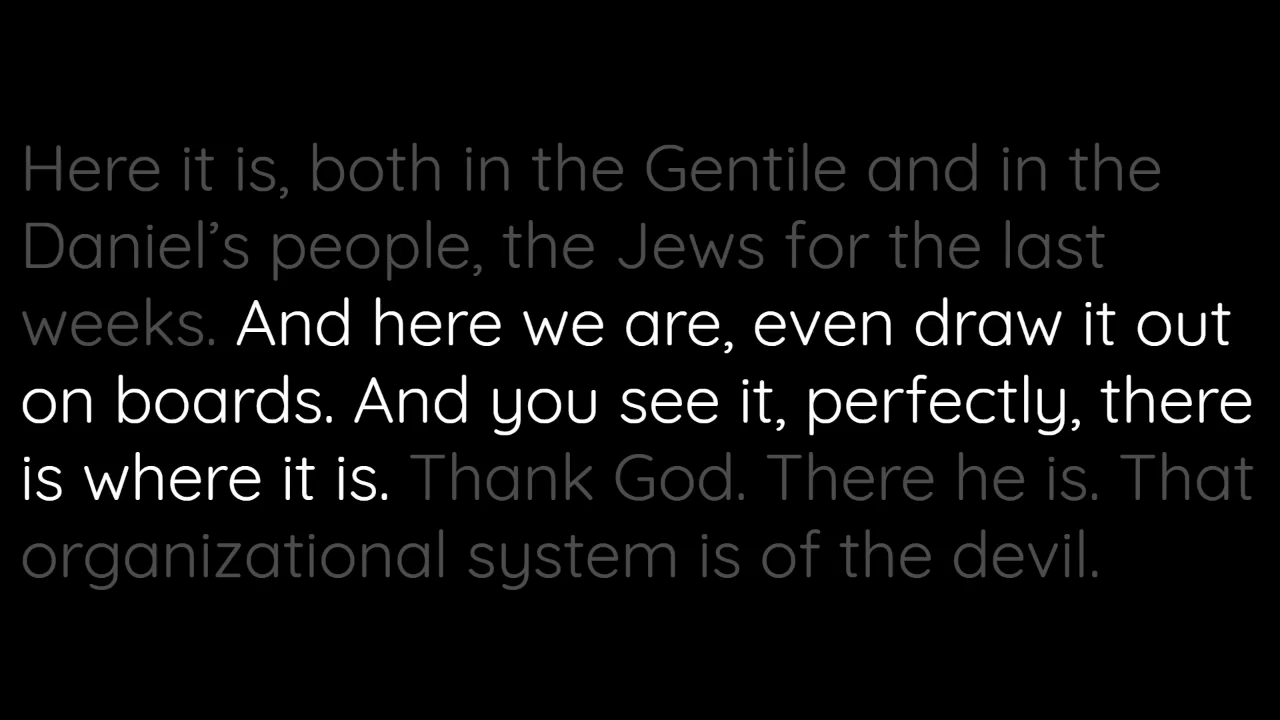 Here it is, both in the Gentile and in the
Daniel’s people, the Jews for the last
weeks. And here we are, even draw it out
on boards. And you see it, perfectly, there
is where it is. Thank God. There he is. That
organizational system is of the devil.